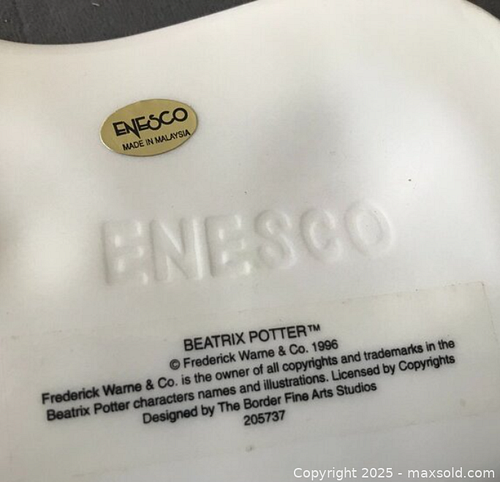 ENESCO
MADE IN MALAYSIA
ENESCO
BEATRIX POTTER™
© Frederick Warne & Co. 1996
Frederick Warne & Co. is the owner of all copyrights and trademarks in the
Beatrix Potter characters names and illustrations. Licensed by Copyrights
Designed by The Border Fine Arts Studios
205737
Copyright 2025 - maxsold.com